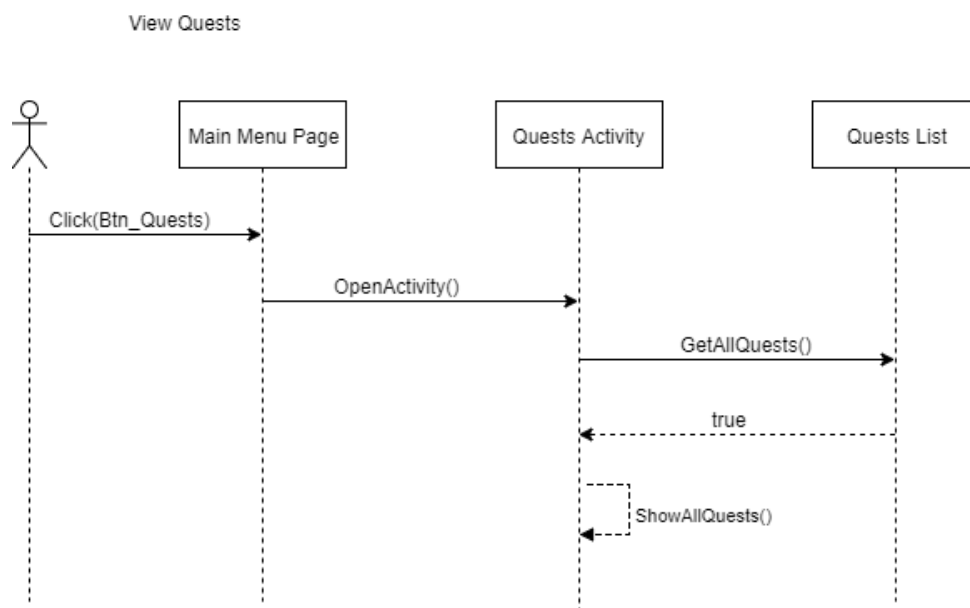 View Quests
Main Menu Page
Quests Activity
Quests List
Click(Btn_Quests)
OpenActivity()
GetAllQuests()
true
ShowAllQuests()